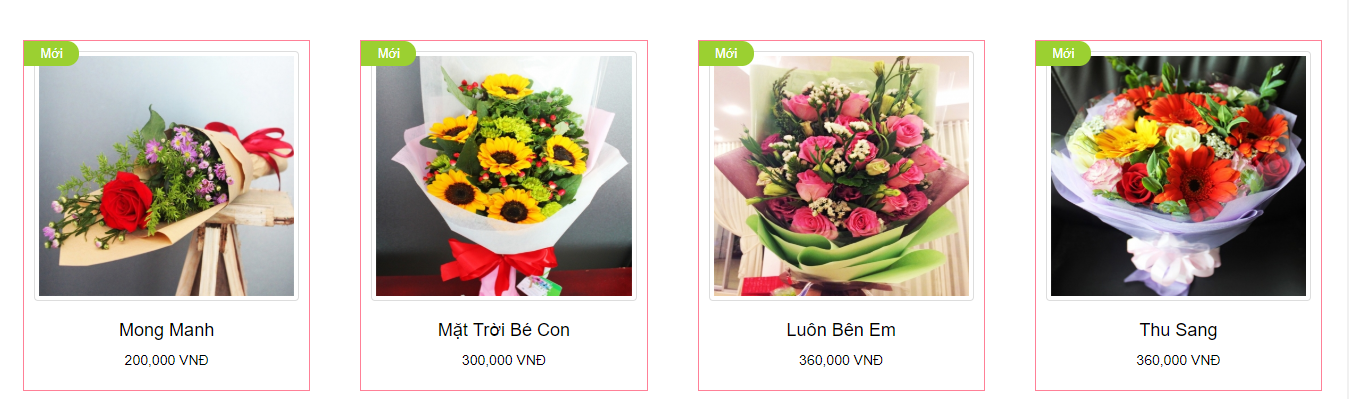 Mới
Mới
Mới
Mới
Mong Manh
Mặt Trời Bé Con
Luôn Bên Em
Thu Sang
200,000 VNĐ
300,000 VNĐ
360,000 VNĐ
360,000 VNĐ